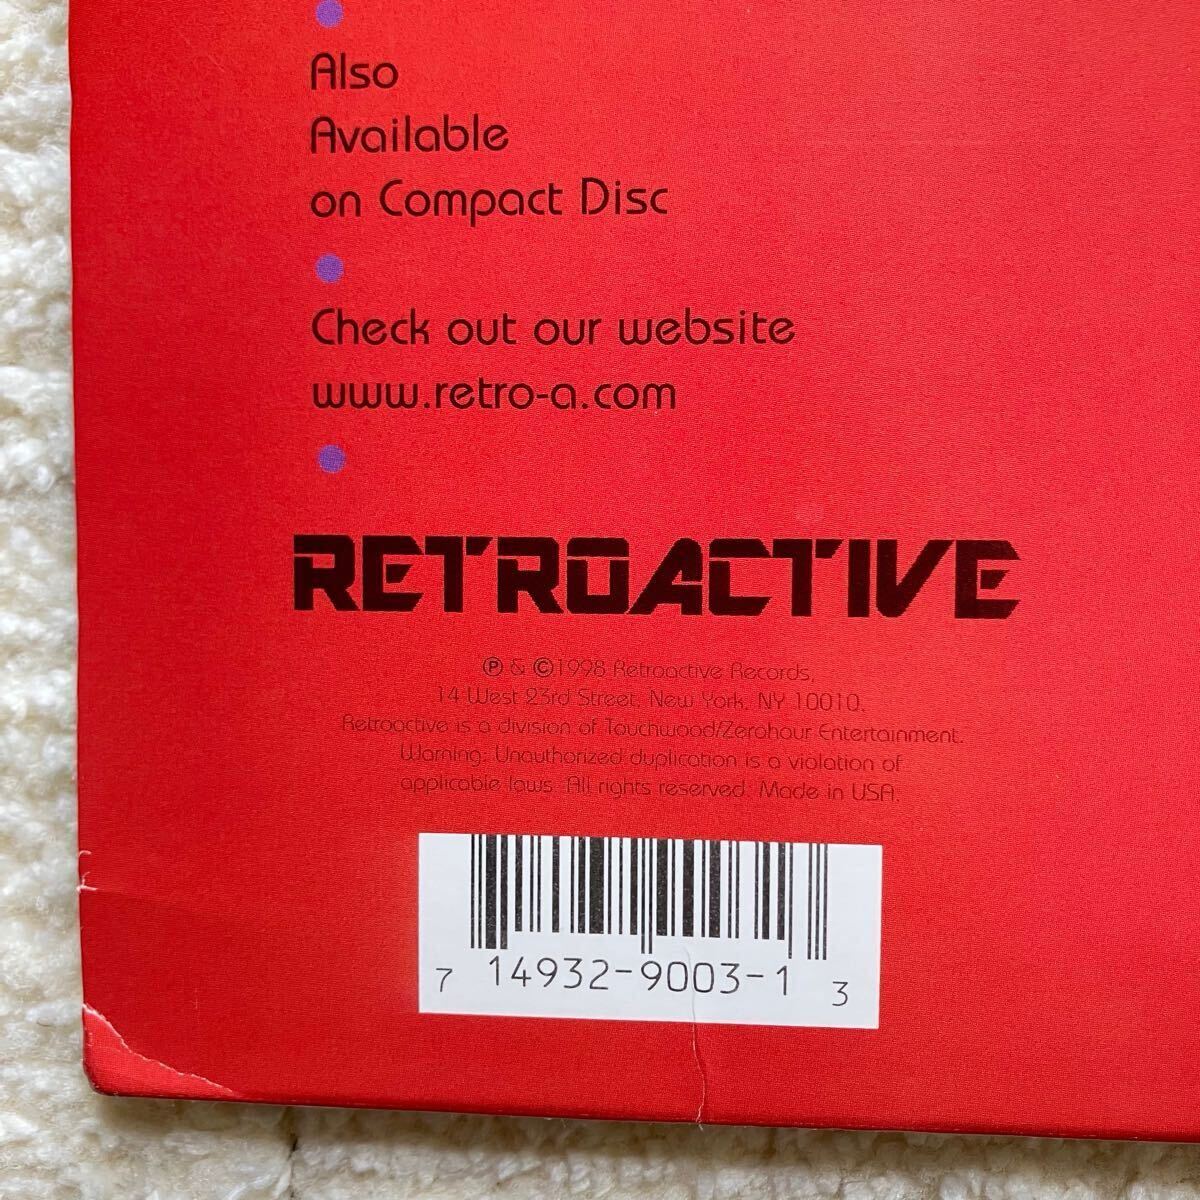 Also
Available
on Compact Disc
Check out our website
www.retro-a.com
RETROACTIVE
℗ & ©1998 Retroactive Records,
14 West 23rd Street, New York, NY 10010.
Retroactive is a division of Touchwood/Zerohour Entertainment.
Warning: Unauthorized duplication is a violation of
applicable laws. All rights reserved. Made in USA.
7 14932-9003-1 3